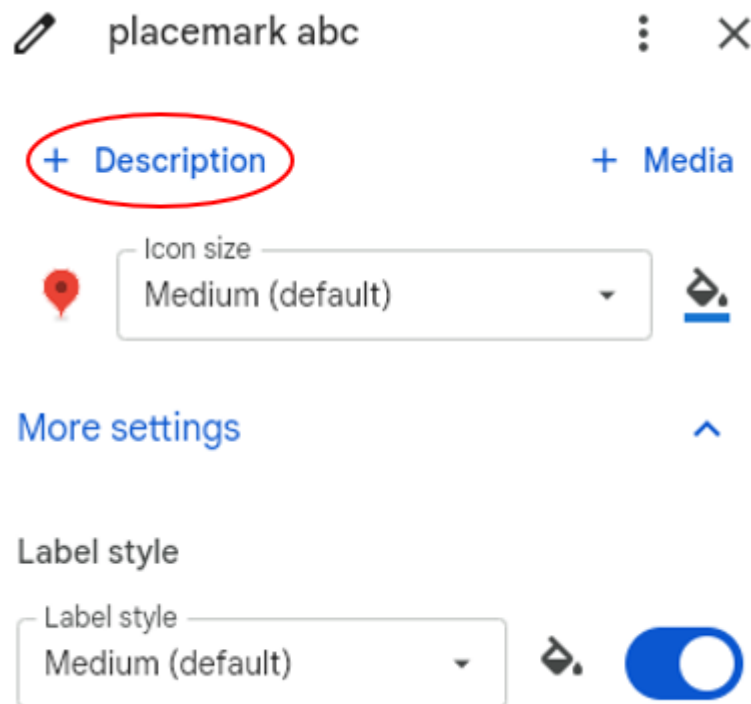 placemark abc
+ Description
+ Media
Icon size
Medium (default)
More settings
Label style
Label style
Medium (default)